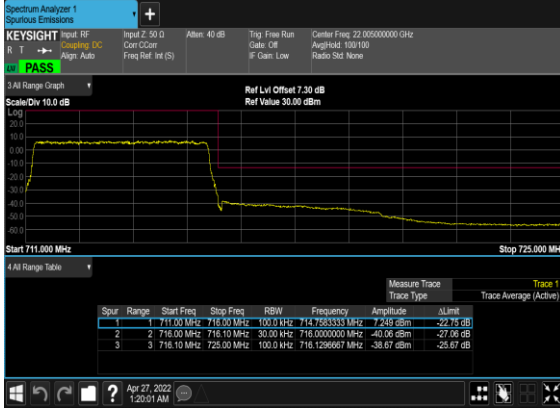 Spectrum Analyzer 1
Spurious Emissions
+
KEYSIGHT Input: RF Input Z: 50 Ω Atten: 40 dB Trig: Free Run Center Freq: 22.005000000 GHz
R T Coupling: DC Corr CCorr Gate: Off Avg|Hold: 100/100
Align: Auto Freq Ref: Int (S) IF Gain: Low Radio Std: None
PASS
3 All Range Graph
Ref Lvl Offset 7.30 dB
Scale/Div 10.0 dB Ref Value 30.00 dBm
Log
20.0
10.0
0.00
-10.0
-20.0
-30.0
-40.0
-50.0
-60.0
Start 711.000 MHz Stop 725.000 MH
4 All Range Table
Measure Trace Trace 1
Trace Type Trace Average (Active)
Spur Range Start Freq Stop Freq RBW Frequency Amplitude ΔLimit
1 1 711.00 MHz 716.00 MHz 100.0 kHz 714.7583333 MHz 7.249 dBm -22.75 dB
2 2 716.00 MHz 716.10 MHz 30.00 kHz 716.0000000 MHz -40.06 dBm -27.06 dB
3 3 716.10 MHz 725.00 MHz 100.0 kHz 716.1296667 MHz -38.67 dBm -25.67 dB
? Apr 27, 2022
1:20:01 AM